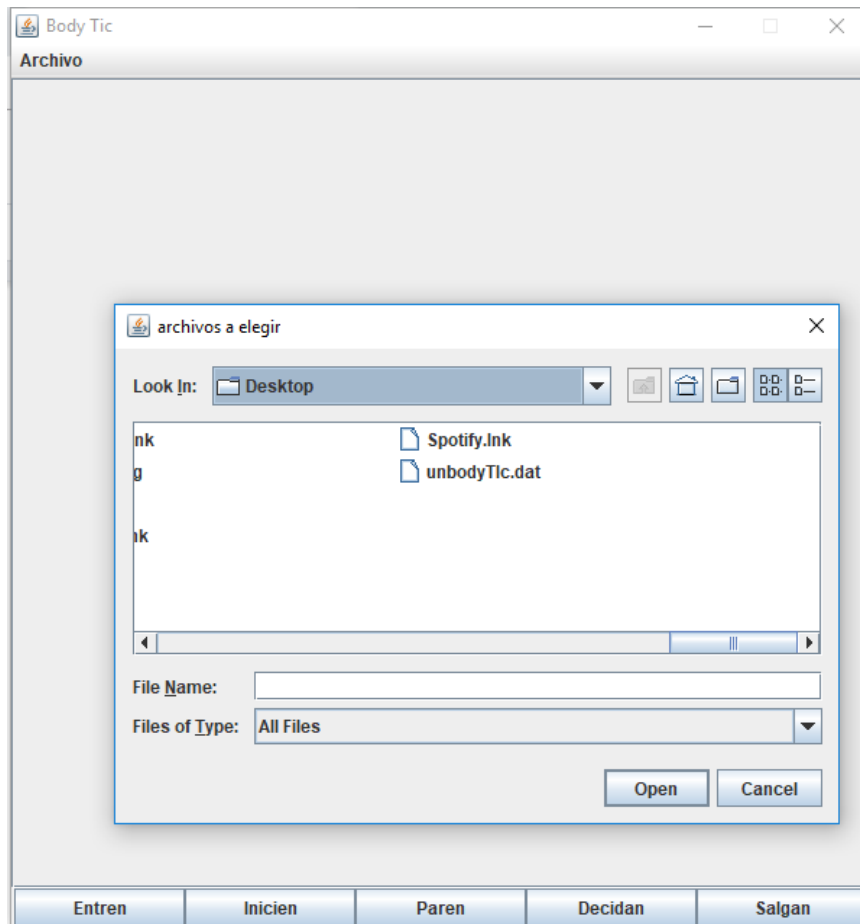 Body Tic
Archivo
archivos a elegir
Look In: Desktop
nk Spotify.lnk
g unbodyTic.dat
nk
File Name:
Files of Type: All Files
Open Cancel
Entren Inicien Paren Decidan Salgan